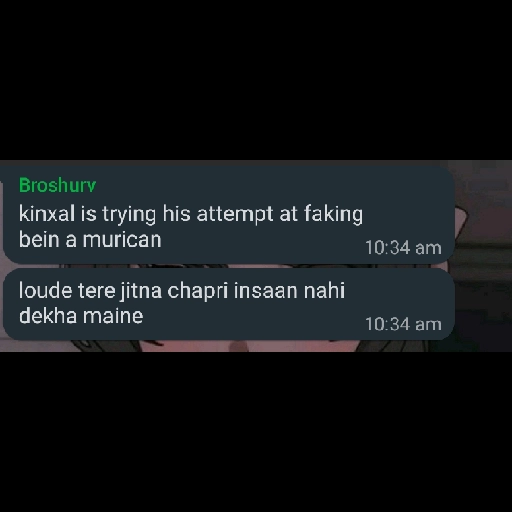 Broshurv
kinxal is trying his attempt at faking
bein a murican
10:34 am
loude tere jitna chapri insaan nahi
dekha maine
10:34 am